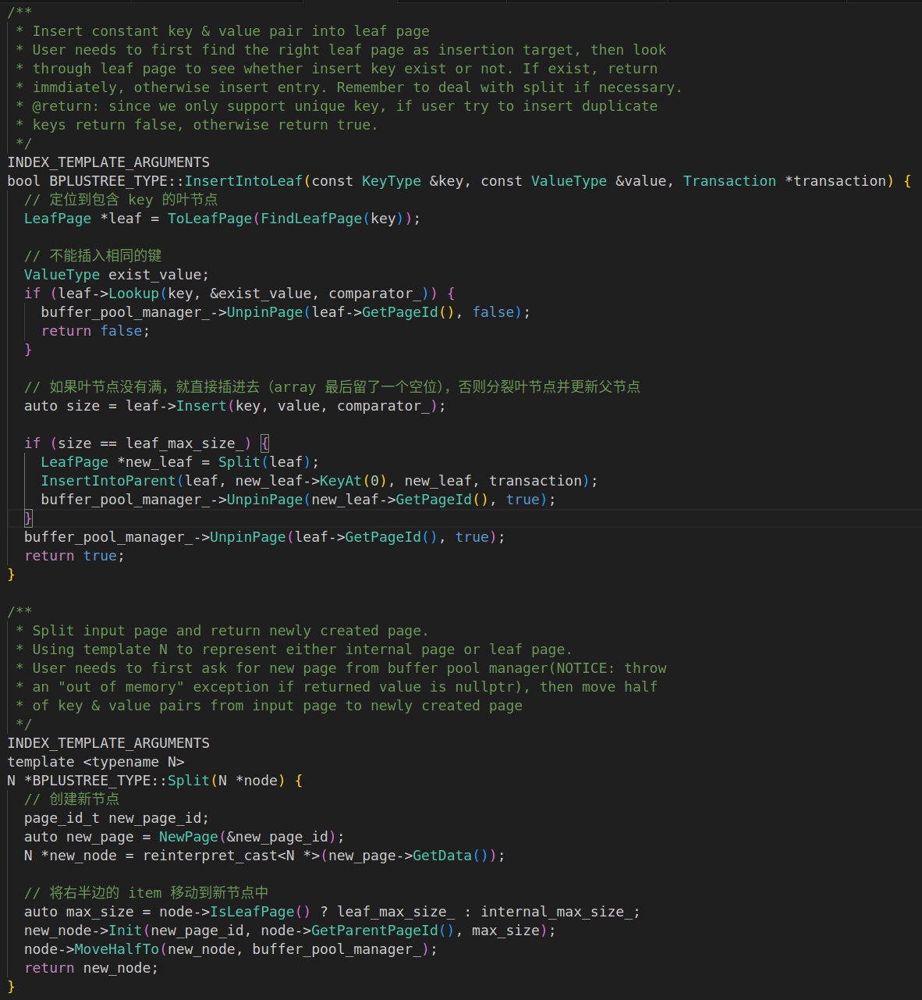 /**
 * Insert constant key & value pair into leaf page
 * User needs to first find the right leaf page as insertion target, then look
 * through leaf page to see whether insert key exist or not. If exist, return
 * immdiately, otherwise insert entry. Remember to deal with split if necessary.
 * @return: since we only support unique key, if user try to insert duplicate
 * keys return false, otherwise return true.
 */
INDEX_TEMPLATE_ARGUMENTS
bool BPLUSTREE_TYPE::InsertIntoLeaf(const KeyType &key, const ValueType &value, Transaction *transaction) {
  // 定位到包含 key 的叶节点
  LeafPage *leaf = ToLeafPage(FindLeafPage(key));

  // 不能插入相同的键
  ValueType exist_value;
  if (leaf->Lookup(key, &exist_value, comparator_)) {
    buffer_pool_manager_->UnpinPage(leaf->GetPageId(), false);
    return false;
  }

  // 如果叶节点没有满，就直接插进去（array 最后留了一个空位），否则分裂叶节点并更新父节点
  auto size = leaf->Insert(key, value, comparator_);

  if (size == leaf_max_size_) {
    LeafPage *new_leaf = Split(leaf);
    InsertIntoParent(leaf, new_leaf->KeyAt(0), new_leaf, transaction);
    buffer_pool_manager_->UnpinPage(new_leaf->GetPageId(), true);
  }
  buffer_pool_manager_->UnpinPage(leaf->GetPageId(), true);
  return true;
}

/**
 * Split input page and return newly created page.
 * Using template N to represent either internal page or leaf page.
 * User needs to first ask for new page from buffer pool manager(NOTICE: throw
 * an "out of memory" exception if returned value is nullptr), then move half
 * of key & value pairs from input page to newly created page
 */
INDEX_TEMPLATE_ARGUMENTS
template <typename N>
N *BPLUSTREE_TYPE::Split(N *node) {
  // 创建新节点
  page_id_t new_page_id;
  auto new_page = NewPage(&new_page_id);
  N *new_node = reinterpret_cast<N *>(new_page->GetData());

  // 将右半边的 item 移动到新节点中
  auto max_size = node->IsLeafPage() ? leaf_max_size_ : internal_max_size_;
  new_node->Init(new_page_id, node->GetParentPageId(), max_size);
  node->MoveHalfTo(new_node, buffer_pool_manager_);
  return new_node;
}